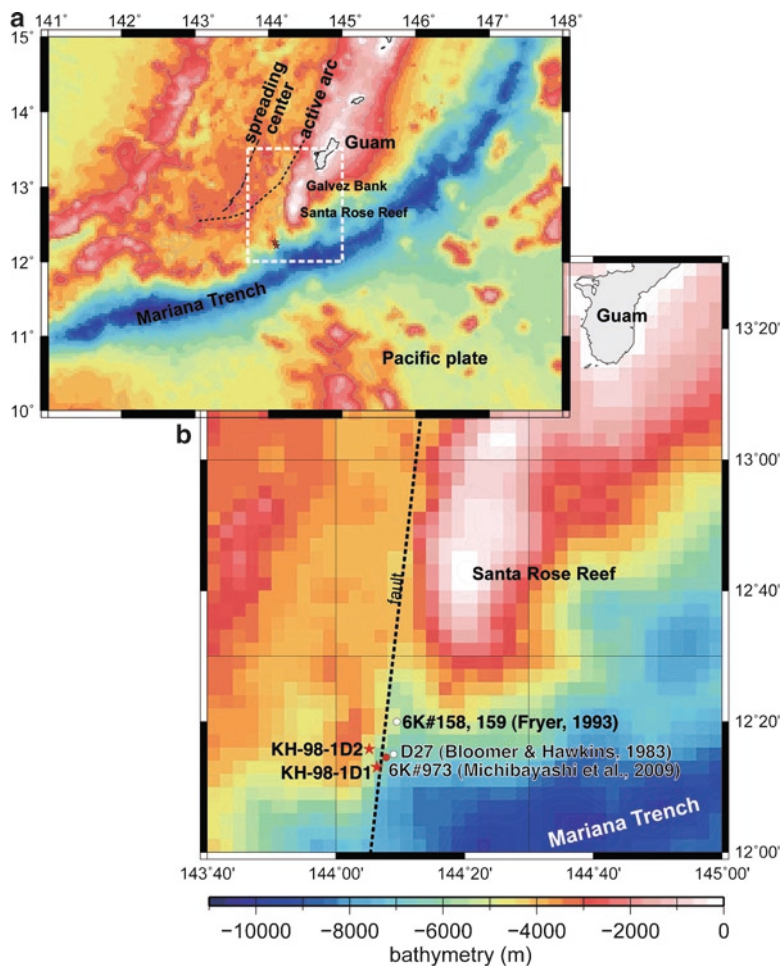 a
141° 142° 143° 144° 145° 146° 147° 148°
15°
14°
13°
12°
11°
10°
spreading
center
active arc
Guam
Galvez Bank
Santa Rose Reef
Mariana Trench
Pacific plate
b
Guam
13°20'
13°00'
12°40'
12°20'
12°00'
fault
Santa Rose Reef
6K#158, 159 (Fryer, 1993)
KH-98-1D2
D27 (Bloomer & Hawkins, 1983)
KH-98-1D1
6K#973 (Michibayashi et al., 2009)
Mariana Trench
143°40' 144°00' 144°20' 144°40' 145°00'
−10000 −8000 −6000 −4000 −2000 0
bathymetry (m)